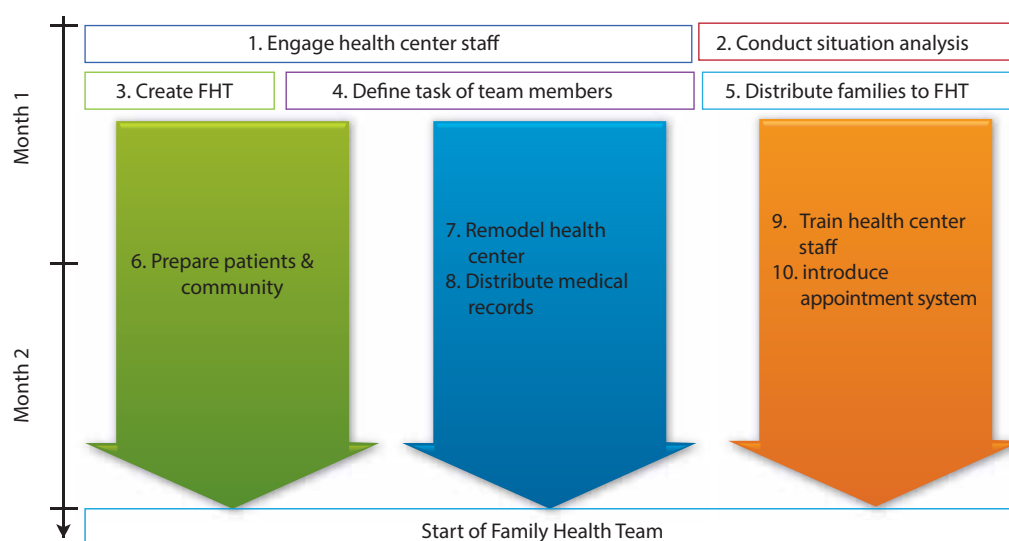 1. Engage health center staff
2. Conduct situation analysis
3. Create FHT
4. Define task of team members
5. Distribute families to FHT
Month 1
6. Prepare patients &
community
7. Remodel health
center
8. Distribute medical
records
9. Train health center
staff
10. introduce
appointment system
Month 2
Start of Family Health Team